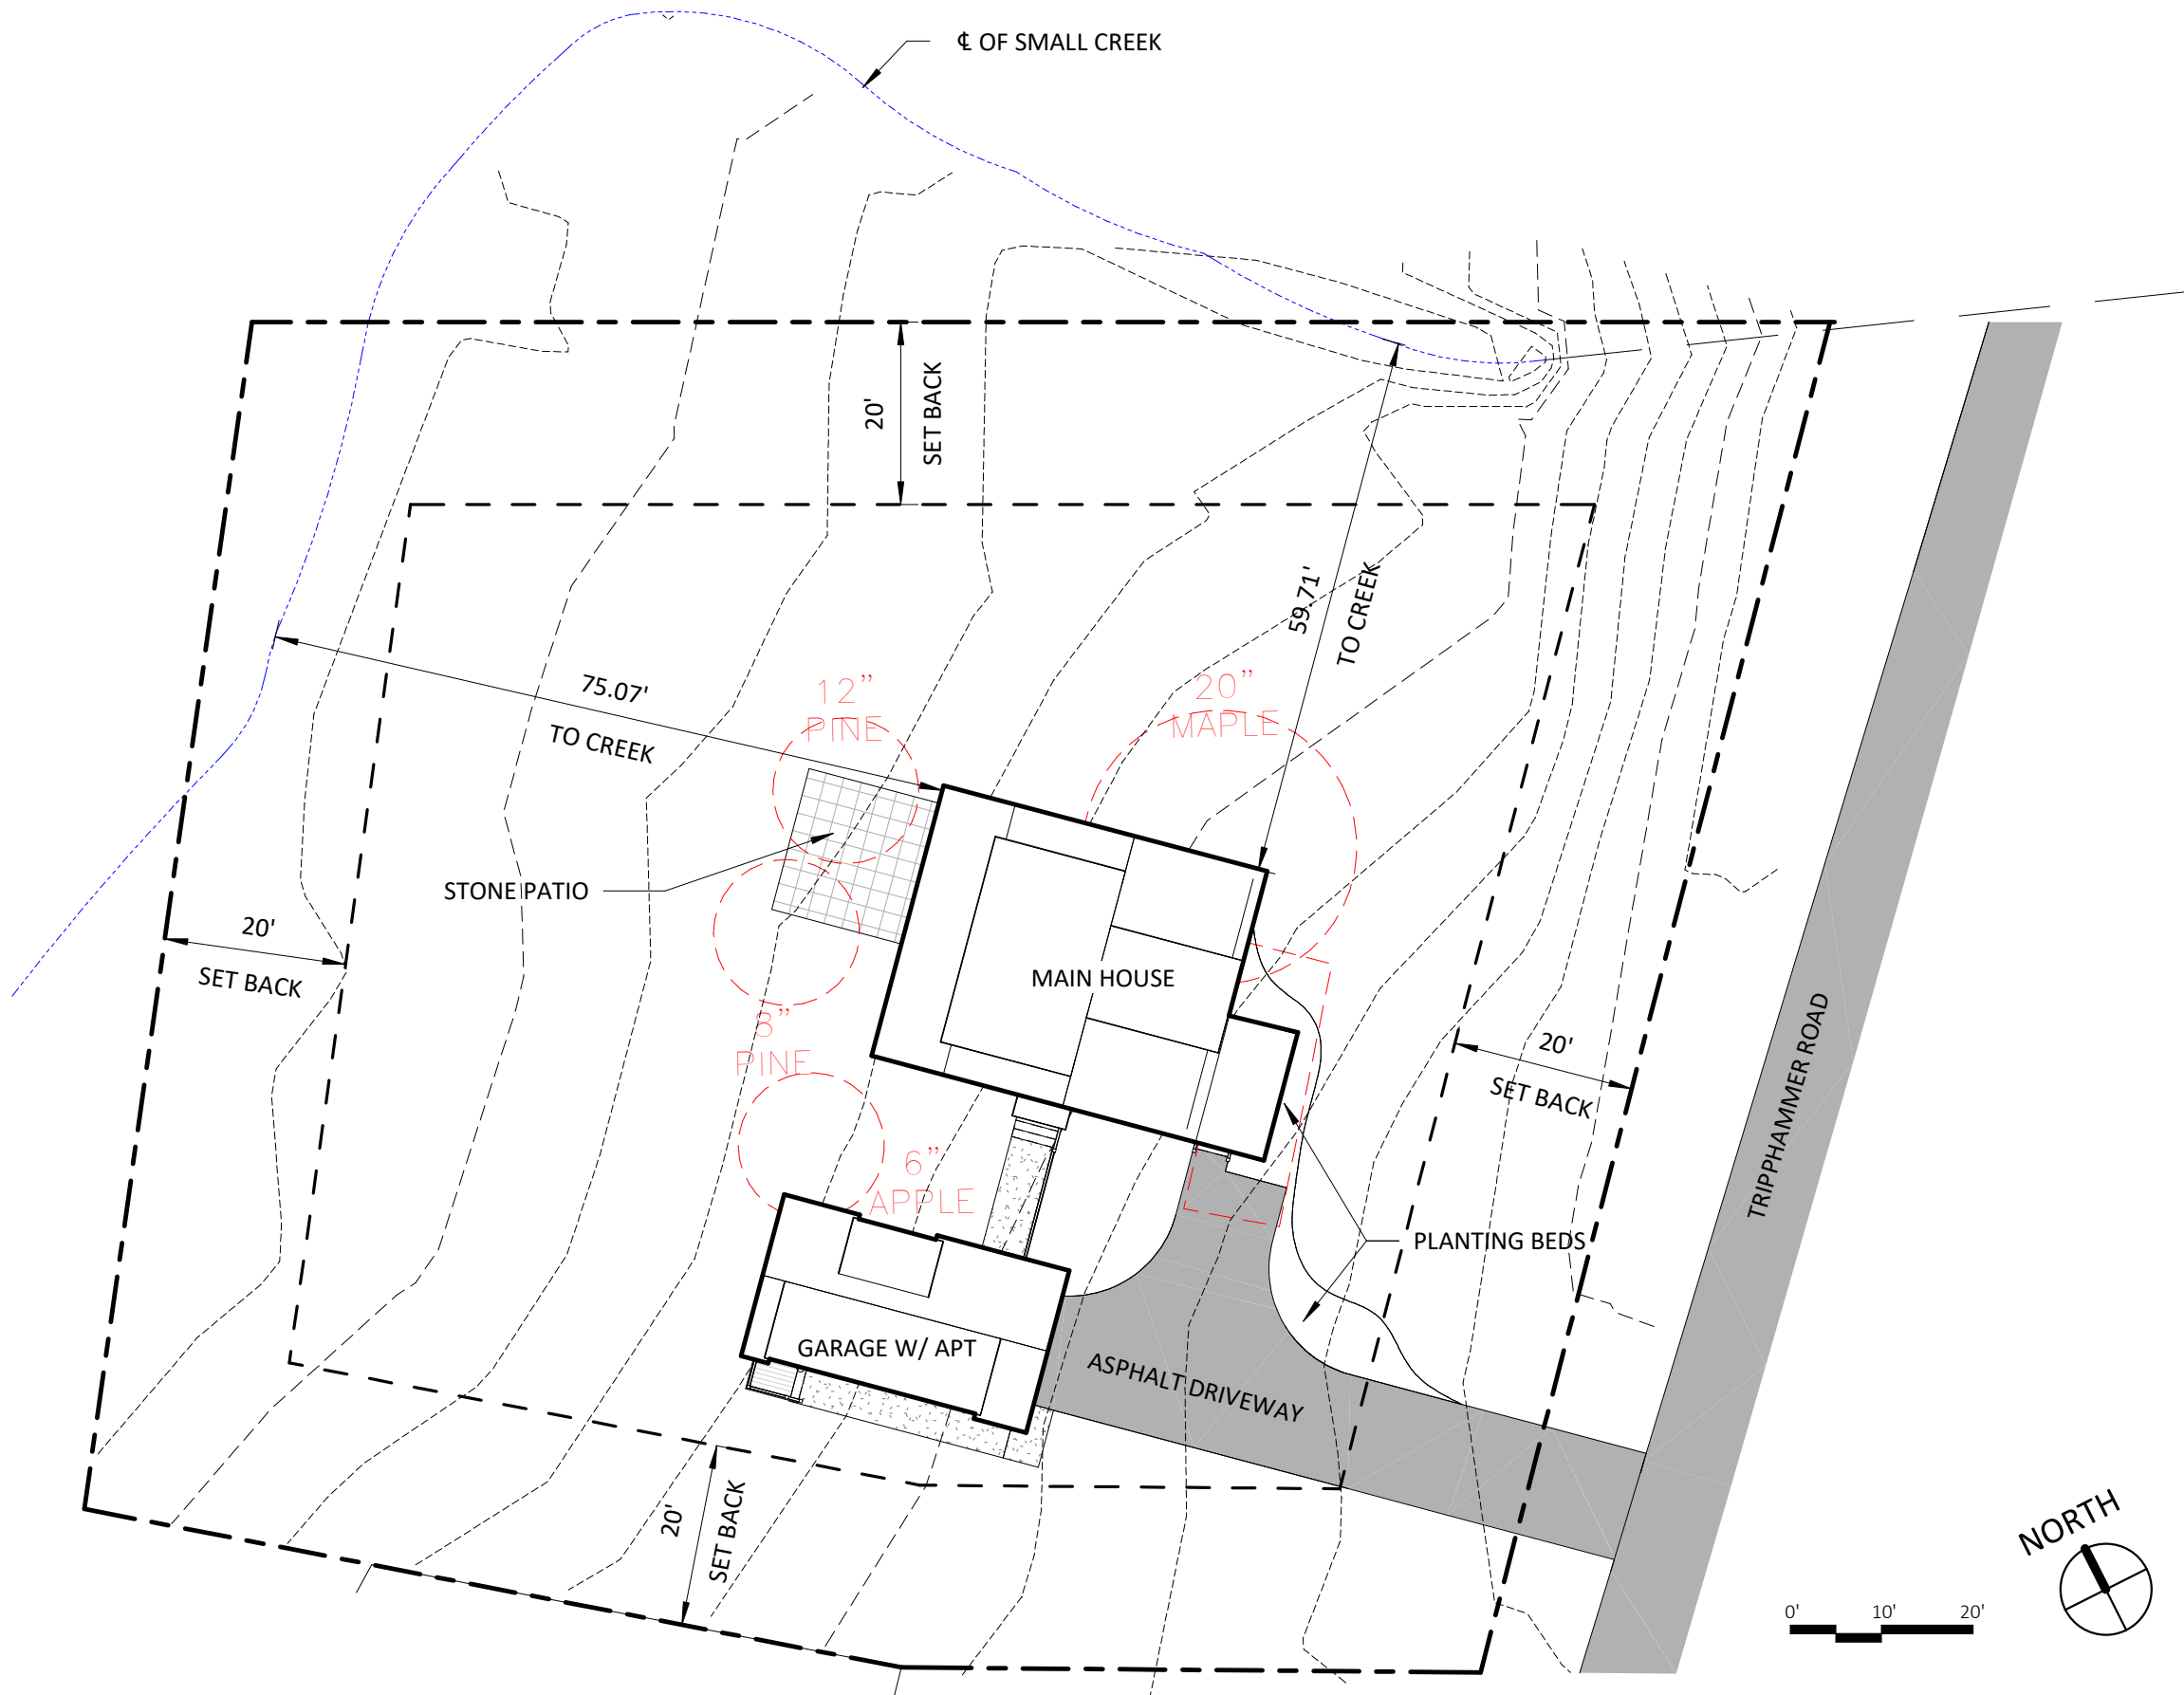 ℄ OF SMALL CREEK
20'
SET BACK
59.71'
TO CREEK
75.07'
TO CREEK
12”
PINE
20”
MAPLE
STONE PATIO
20'
SET BACK
MAIN HOUSE
8”
PINE
20'
SET BACK
TRIPPHAMMER ROAD
6”
APPLE
PLANTING BEDS
GARAGE W/ APT
ASPHALT DRIVEWAY
20'
SET BACK
NORTH
0' 10' 20'